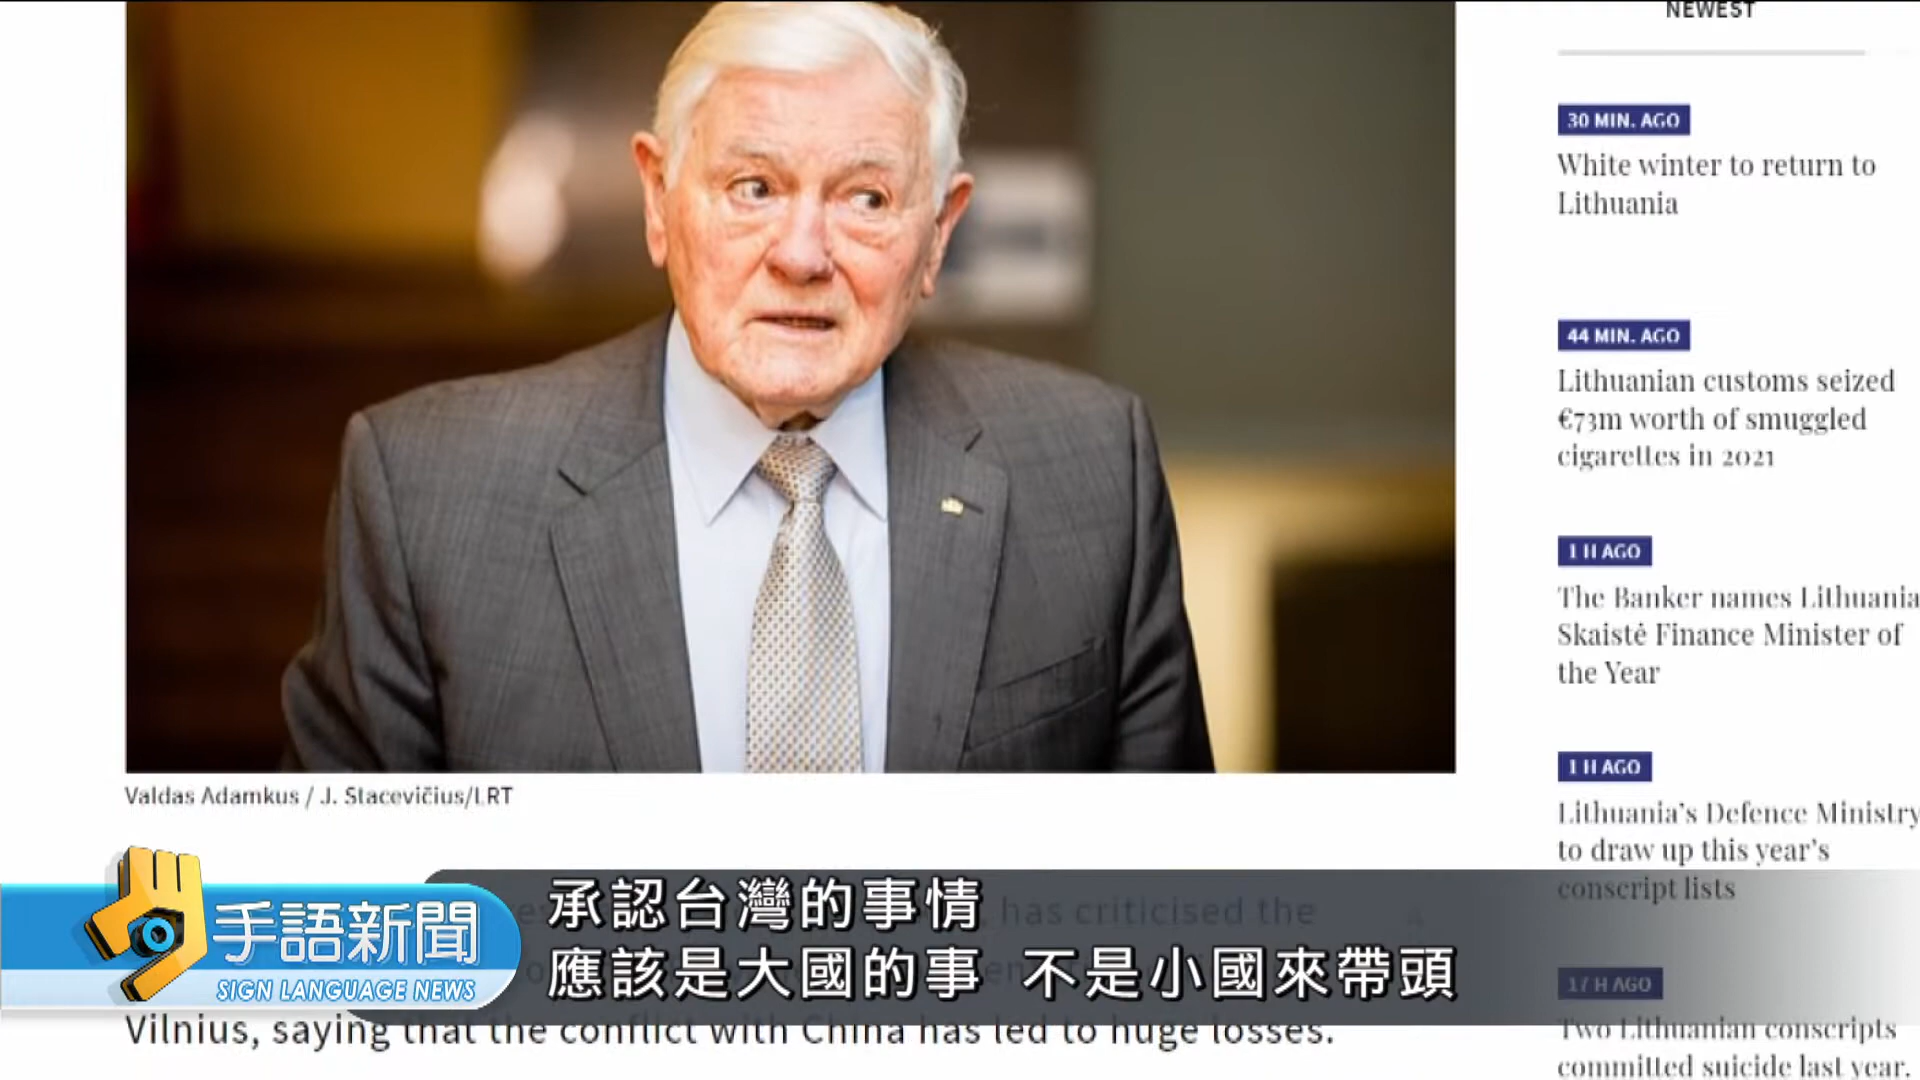 NEWEST
30 MIN. AGO
White winter to return to
Lithuania
44 MIN. AGO
Lithuanian customs seized
€73m worth of smuggled
cigarettes in 2021
1 H AGO
The Banker names Lithuania
Skaistė Finance Minister of
the Year
1 H AGO
Lithuania's Defence Ministry
to draw up this year's
conscript lists
17 H AGO
Two Lithuanian conscripts
committed suicide last year,
Valdas Adamkus / J. Stacevičius/LRT
has criticised the
Vilnius, saying that the conflict with China has led to huge losses.
手語新聞
SIGN LANGUAGE NEWS
承認台灣的事情
應該是大國的事 不是小國來帶頭